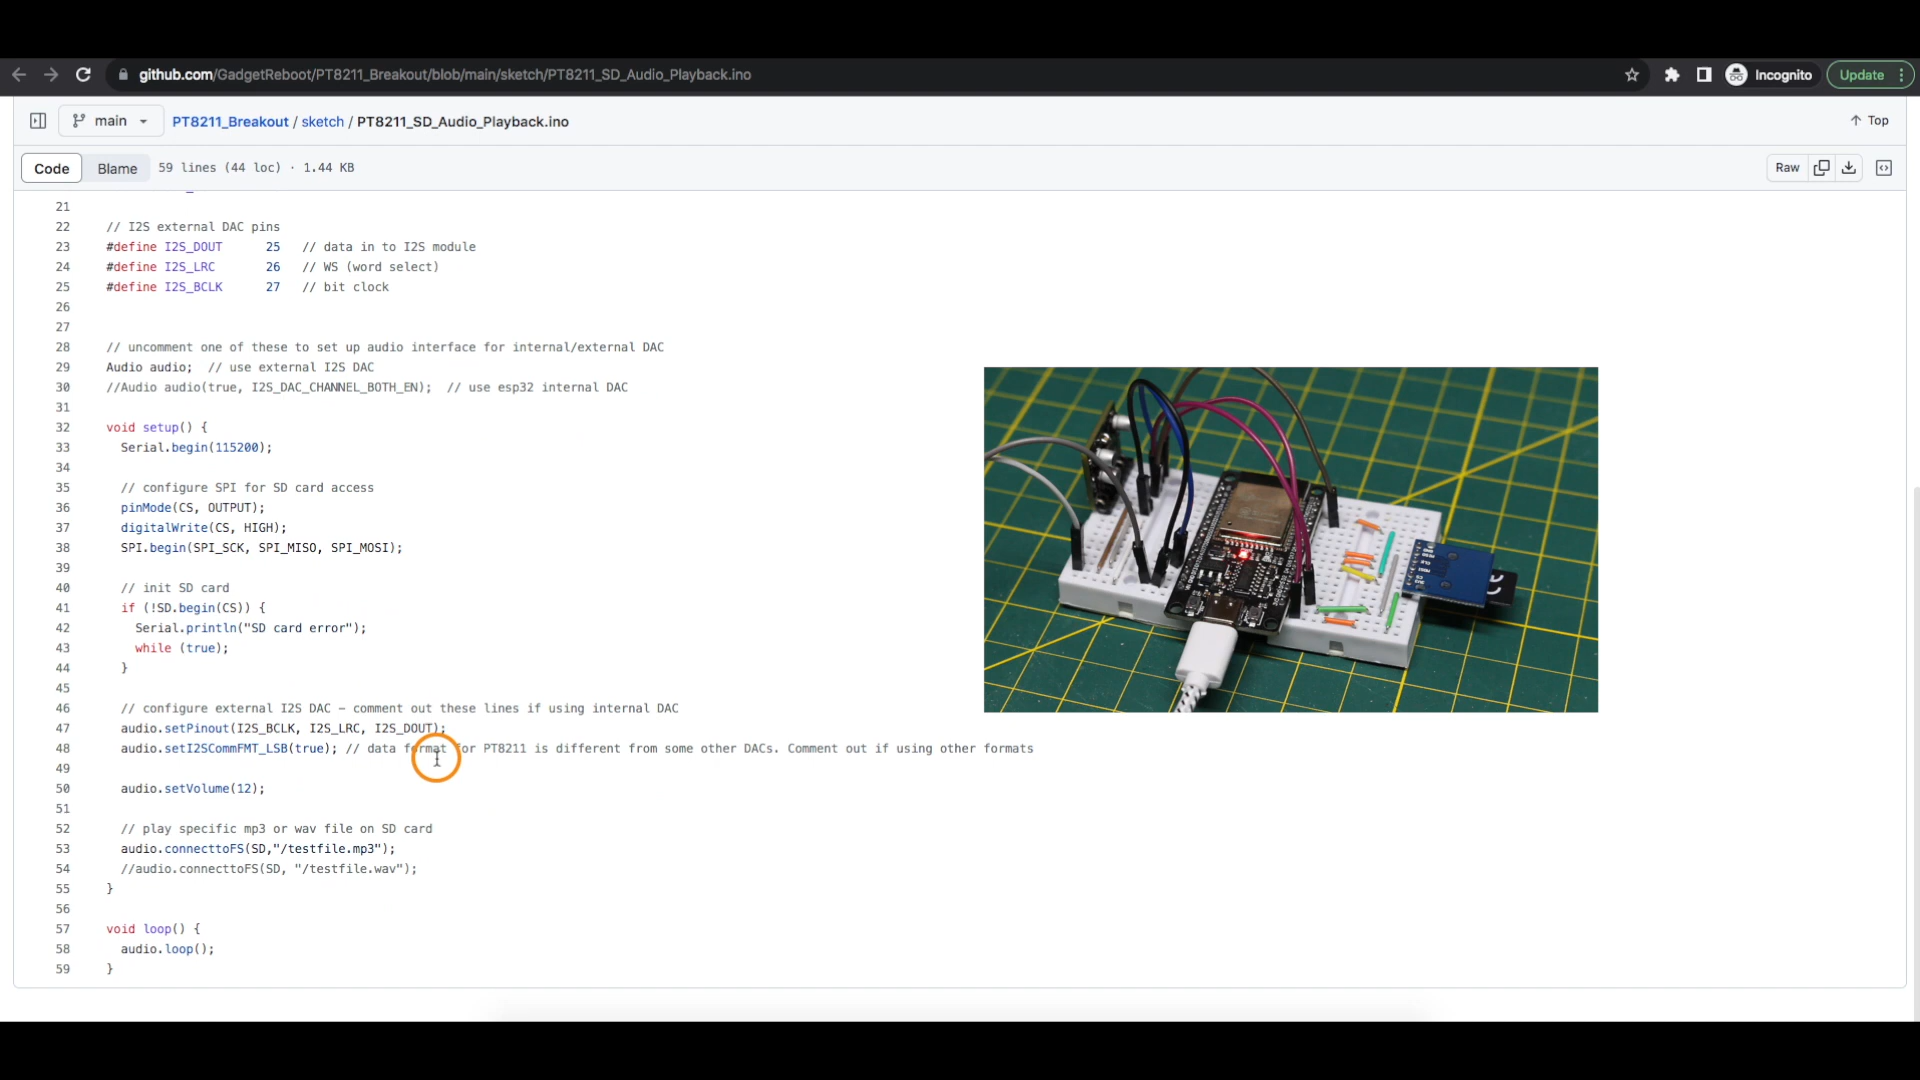 github.com/GadgetReboot/PT8211_Breakout/blob/main/sketch/PT8211_SD_Audio_Playback.ino
Incognito
Update
main
PT8211_Breakout / sketch / PT8211_SD_Audio_Playback.ino
Top
Code
Blame
59 lines (44 loc) · 1.44 KB
Raw
21
22 // I2S external DAC pins
23 #define I2S_DOUT 25 // data in to I2S module
24 #define I2S_LRC 26 // WS (word select)
25 #define I2S_BCLK 27 // bit clock
26
27
28 // uncomment one of these to set up audio interface for internal/external DAC
29 Audio audio; // use external I2S DAC
30 //Audio audio(true, I2S_DAC_CHANNEL_BOTH_EN); // use esp32 internal DAC
31
32 void setup() {
33 Serial.begin(115200);
34
35 // configure SPI for SD card access
36 pinMode(CS, OUTPUT);
37 digitalWrite(CS, HIGH);
38 SPI.begin(SPI_SCK, SPI_MISO, SPI_MOSI);
39
40 // init SD card
41 if (!SD.begin(CS)) {
42 Serial.println("SD card error");
43 while (true);
44 }
45
46 // configure external I2S DAC – comment out these lines if using internal DAC
47 audio.setPinout(I2S_BCLK, I2S_LRC, I2S_DOUT);
48 audio.setI2SCommFMT_LSB(true); // data format for PT8211 is different from some other DACs. Comment out if using other formats
49
50 audio.setVolume(12);
51
52 // play specific mp3 or wav file on SD card
53 audio.connecttoFS(SD,"/testfile.mp3");
54 //audio.connecttoFS(SD, "/testfile.wav");
55 }
56
57 void loop() {
58 audio.loop();
59 }